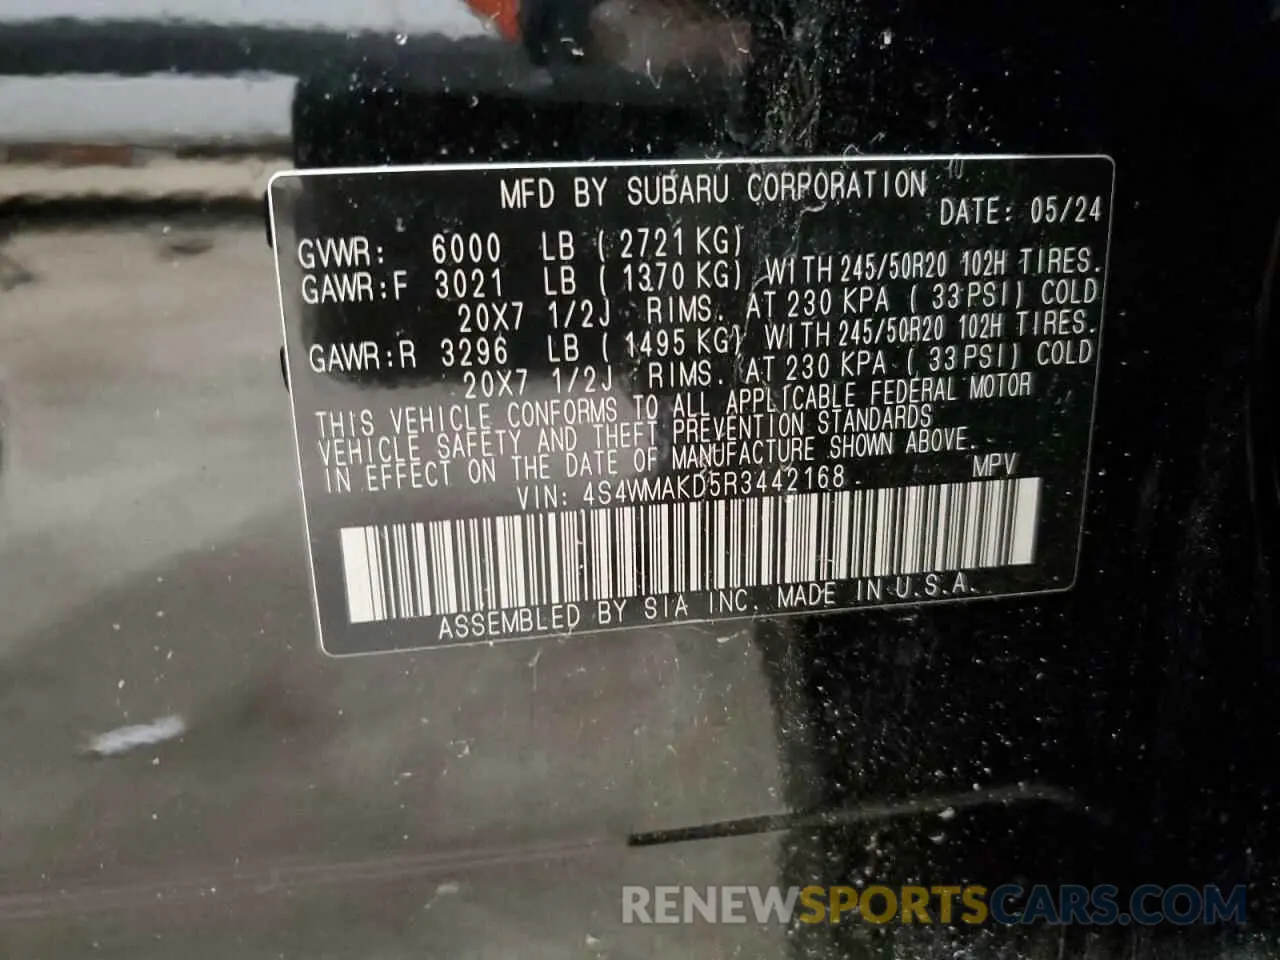 MFD BY SUBARU CORPORATION
DATE: 05/24
GVWR: 6000 LB ( 2721 KG)
GAWR:F 3021 LB ( 1370 KG) WITH 245/50R20 102H TIRES.
20X7 1/2J RIMS. AT 230 KPA ( 33 PSI) COLD
GAWR:R 3296 LB ( 1495 KG) WITH 245/50R20 102H TIRES.
20X7 1/2J RIMS. AT 230 KPA ( 33 PSI) COLD
THIS VEHICLE CONFORMS TO ALL APPLICABLE FEDERAL MOTOR
VEHICLE SAFETY AND THEFT PREVENTION STANDARDS
IN EFFECT ON THE DATE OF MANUFACTURE SHOWN ABOVE.
VIN: 4S4WMAKD5R3442168 MPV
ASSEMBLED BY SIA INC. MADE IN U.S.A.
RENEWSPORTSCARS.COM